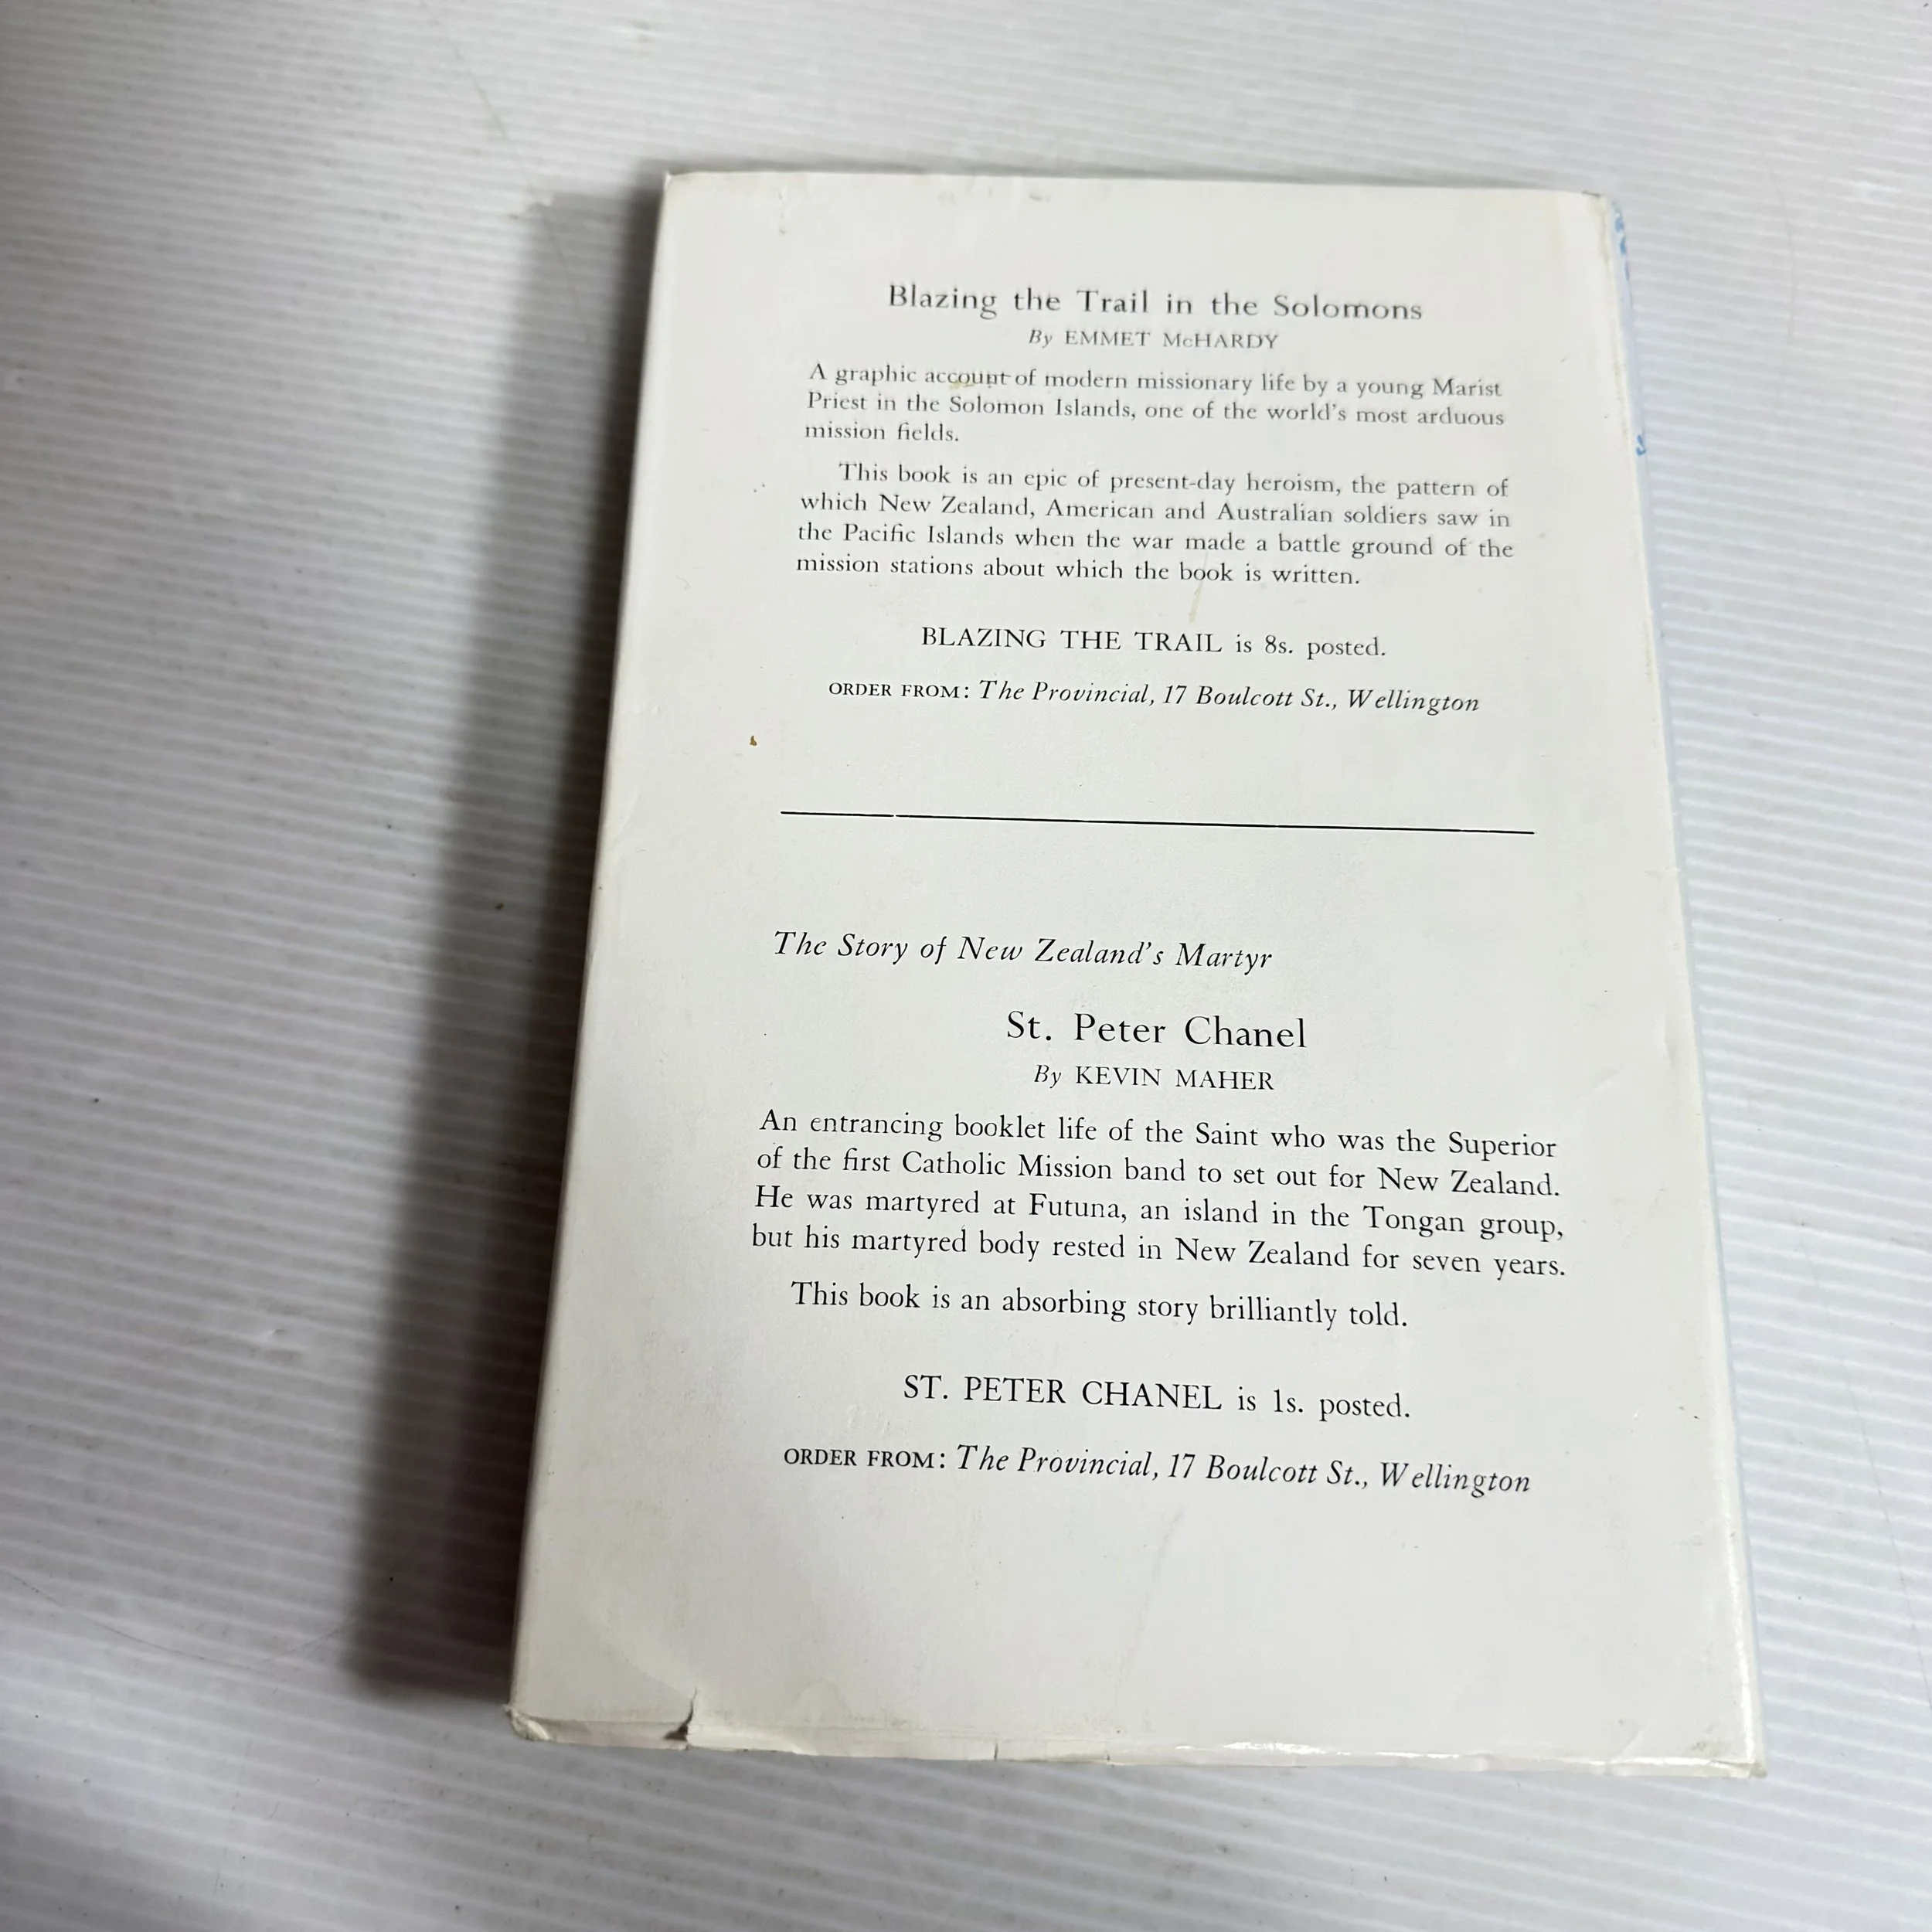 Blazing the Trail in the Solomons
By EMMET McHARDY
A graphic account of modern missionary life by a young Marist
Priest in the Solomon Islands, one of the world's most arduous
mission fields.
This book is an epic of present-day heroism, the pattern of
which New Zealand, American and Australian soldiers saw in
the Pacific Islands when the war made a battle ground of the
mission stations about which the book is written.
BLAZING THE TRAIL is 8s. posted.
ORDER FROM: The Provincial, 17 Boulcott St., Wellington
The Story of New Zealand's Martyr
St. Peter Chanel
By KEVIN MAHER
An entrancing booklet life of the Saint who was the Superior
of the first Catholic Mission band to set out for New Zealand.
He was martyred at Futuna, an island in the Tongan group,
but his martyred body rested in New Zealand for seven years.
This book is an absorbing story brilliantly told.
ST. PETER CHANEL is 1s. posted.
ORDER FROM: The Provincial, 17 Boulcott St., Wellington